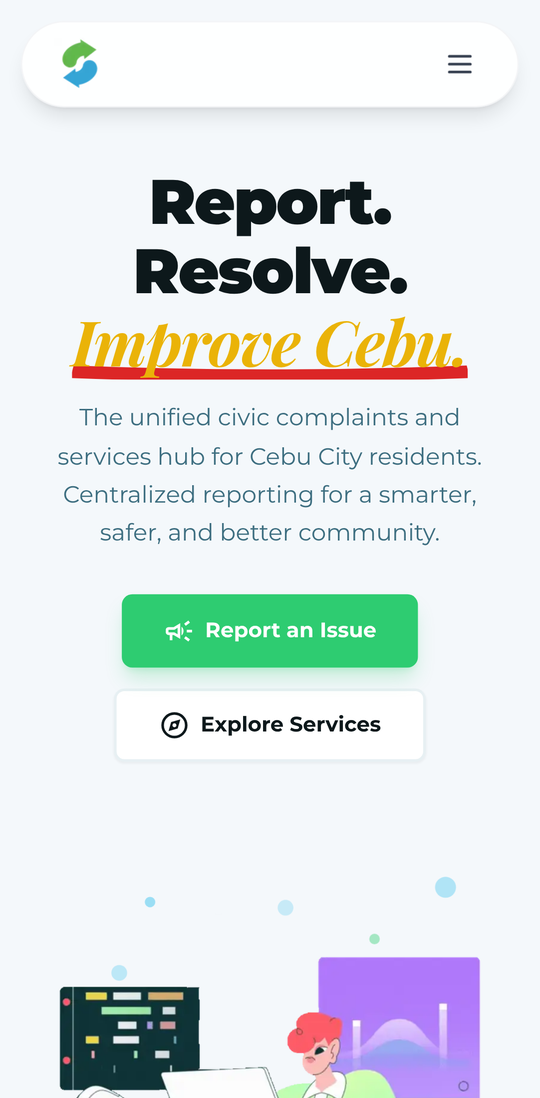 Report.
Resolve.
Improve Cebu.
The unified civic complaints and
services hub for Cebu City residents.
Centralized reporting for a smarter,
safer, and better community.
Report an Issue
Explore Services